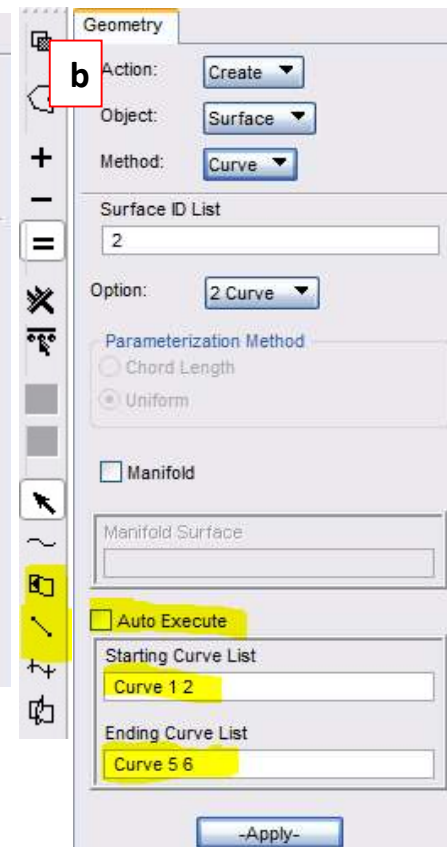 Geometry
b
Action: Create
Object: Surface
Method: Curve
Surface ID List
2
Option: 2 Curve
Parameterization Method
Chord Length
Uniform
Manifold
Manifold Surface
Auto Execute
Starting Curve List
Curve 1 2
Ending Curve List
Curve 5 6
-Apply-